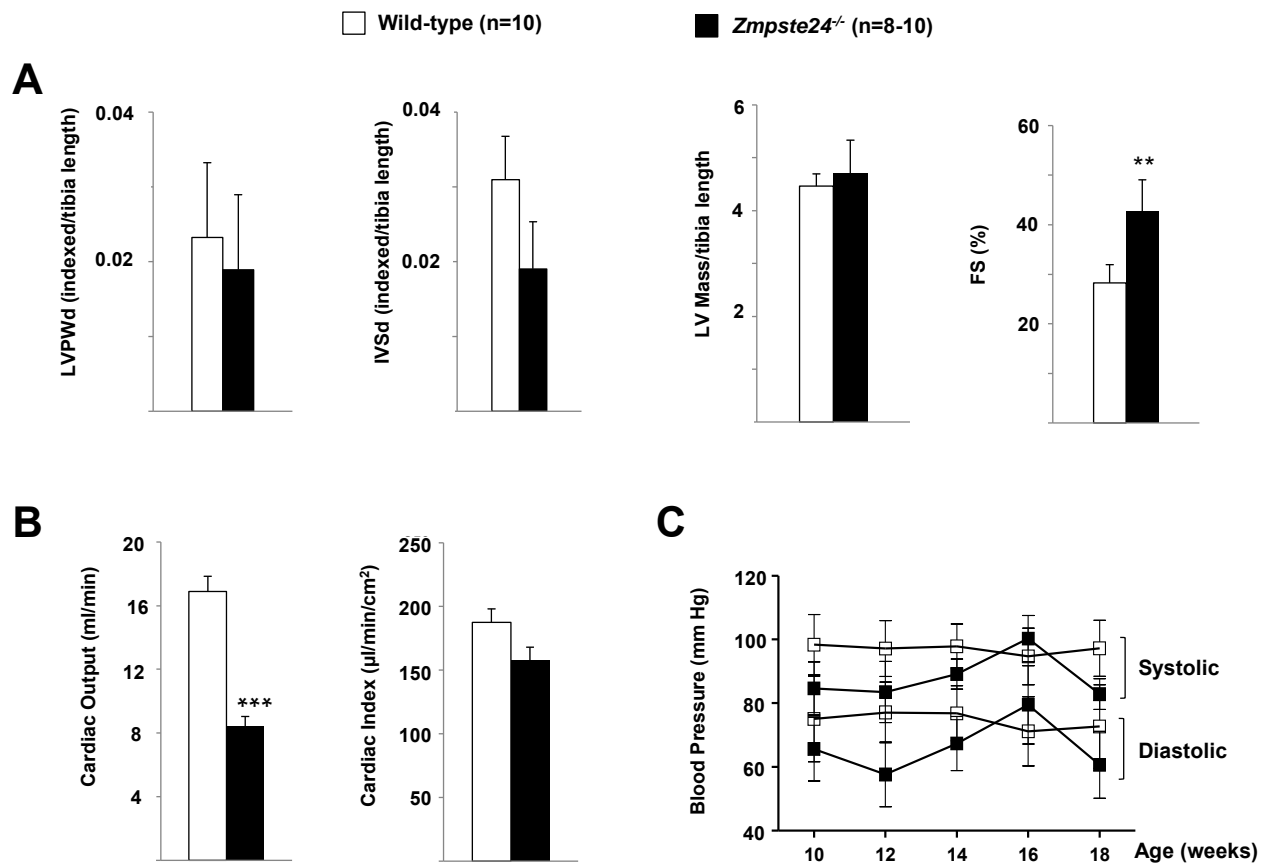 Wild-type (n=10)
Zmpste24-/- (n=8-10)
A
LVPWd (indexed/tibia length)
0.04
0.02
IVSd (indexed/tibia length)
0.04
0.02
LV Mass/tibia length
6
4
2
FS (%)
60
40
20
**
B
Cardiac Output (ml/min)
20
16
12
8
4
***
Cardiac Index (µl/min/cm²)
250
200
150
100
50
C
Blood Pressure (mm Hg)
120
100
80
60
40
Systolic
Diastolic
10 12 14 16 18 Age (weeks)